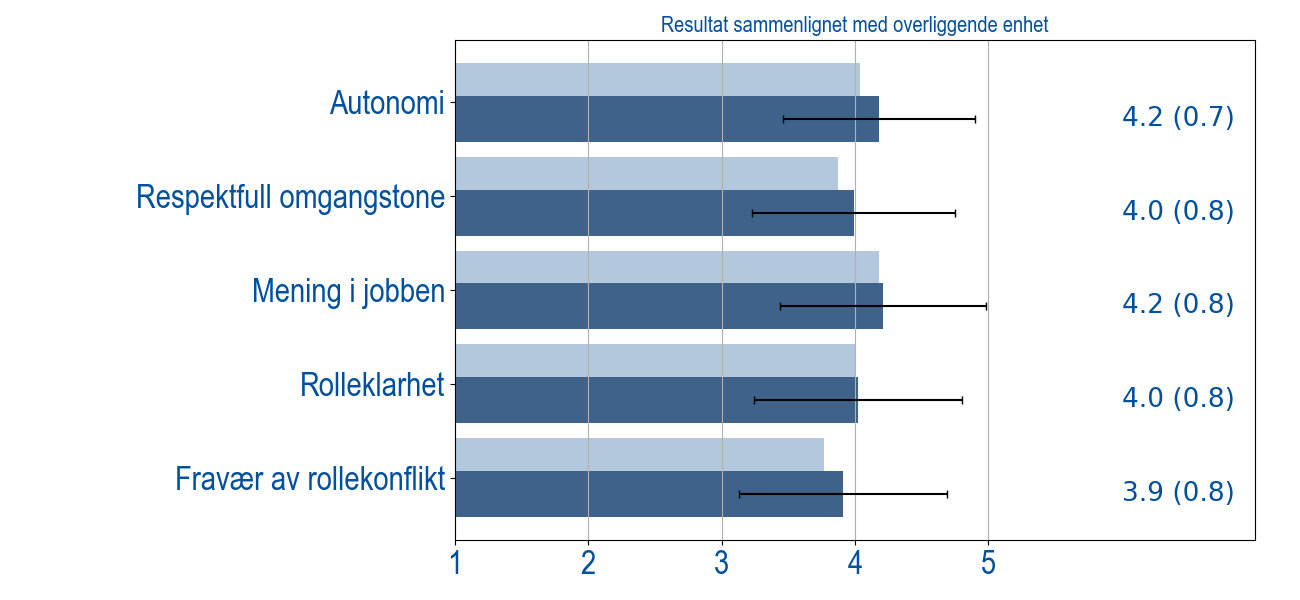 Resultat sammenlignet med overliggende enhet
Autonomi
4.2 (0.7)
Respektfull omgangstone
4.0 (0.8)
Mening i jobben
4.2 (0.8)
Rolleklarhet
4.0 (0.8)
Fravær av rollekonflikt
3.9 (0.8)
1 2 3 4 5